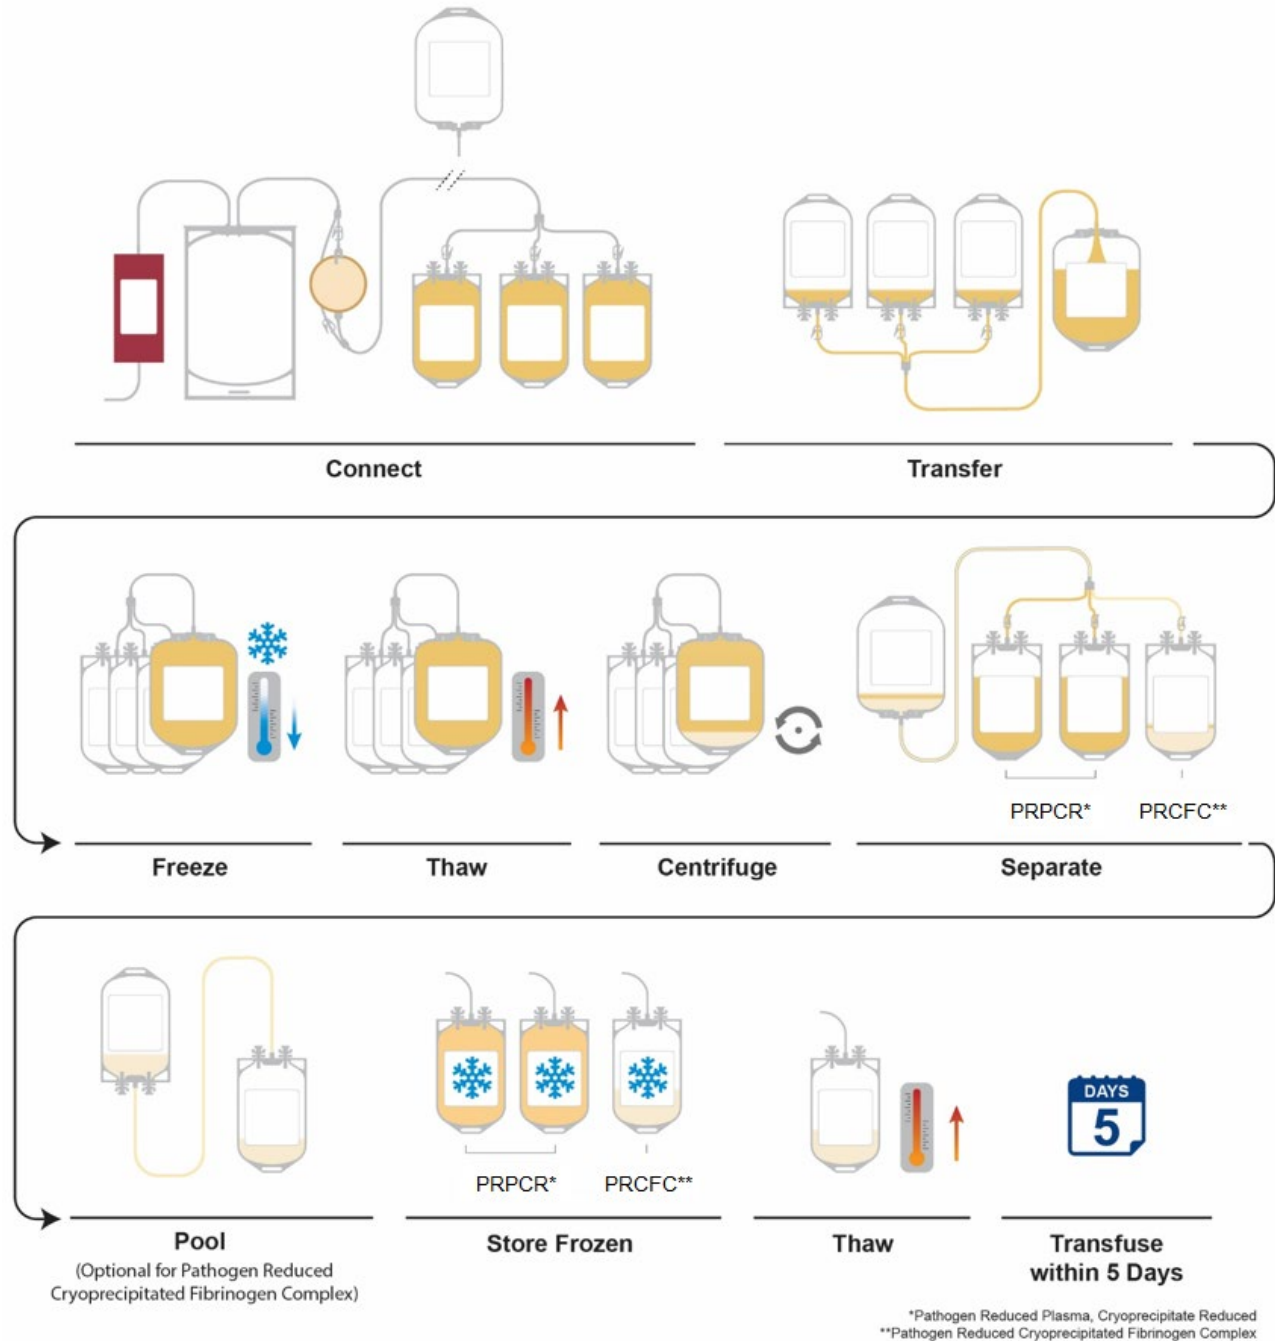 Connect
Transfer
PRPCR*
PRCFC**
Freeze
Thaw
Centrifuge
Separate
PRPCR*
PRCFC**
DAYS
5
Pool
(Optional for Pathogen Reduced
Cryoprecipitated Fibrinogen Complex)
Store Frozen
Thaw
Transfuse
within 5 Days
*Pathogen Reduced Plasma, Cryoprecipitate Reduced
**Pathogen Reduced Cryoprecipitated Fibrinogen Complex